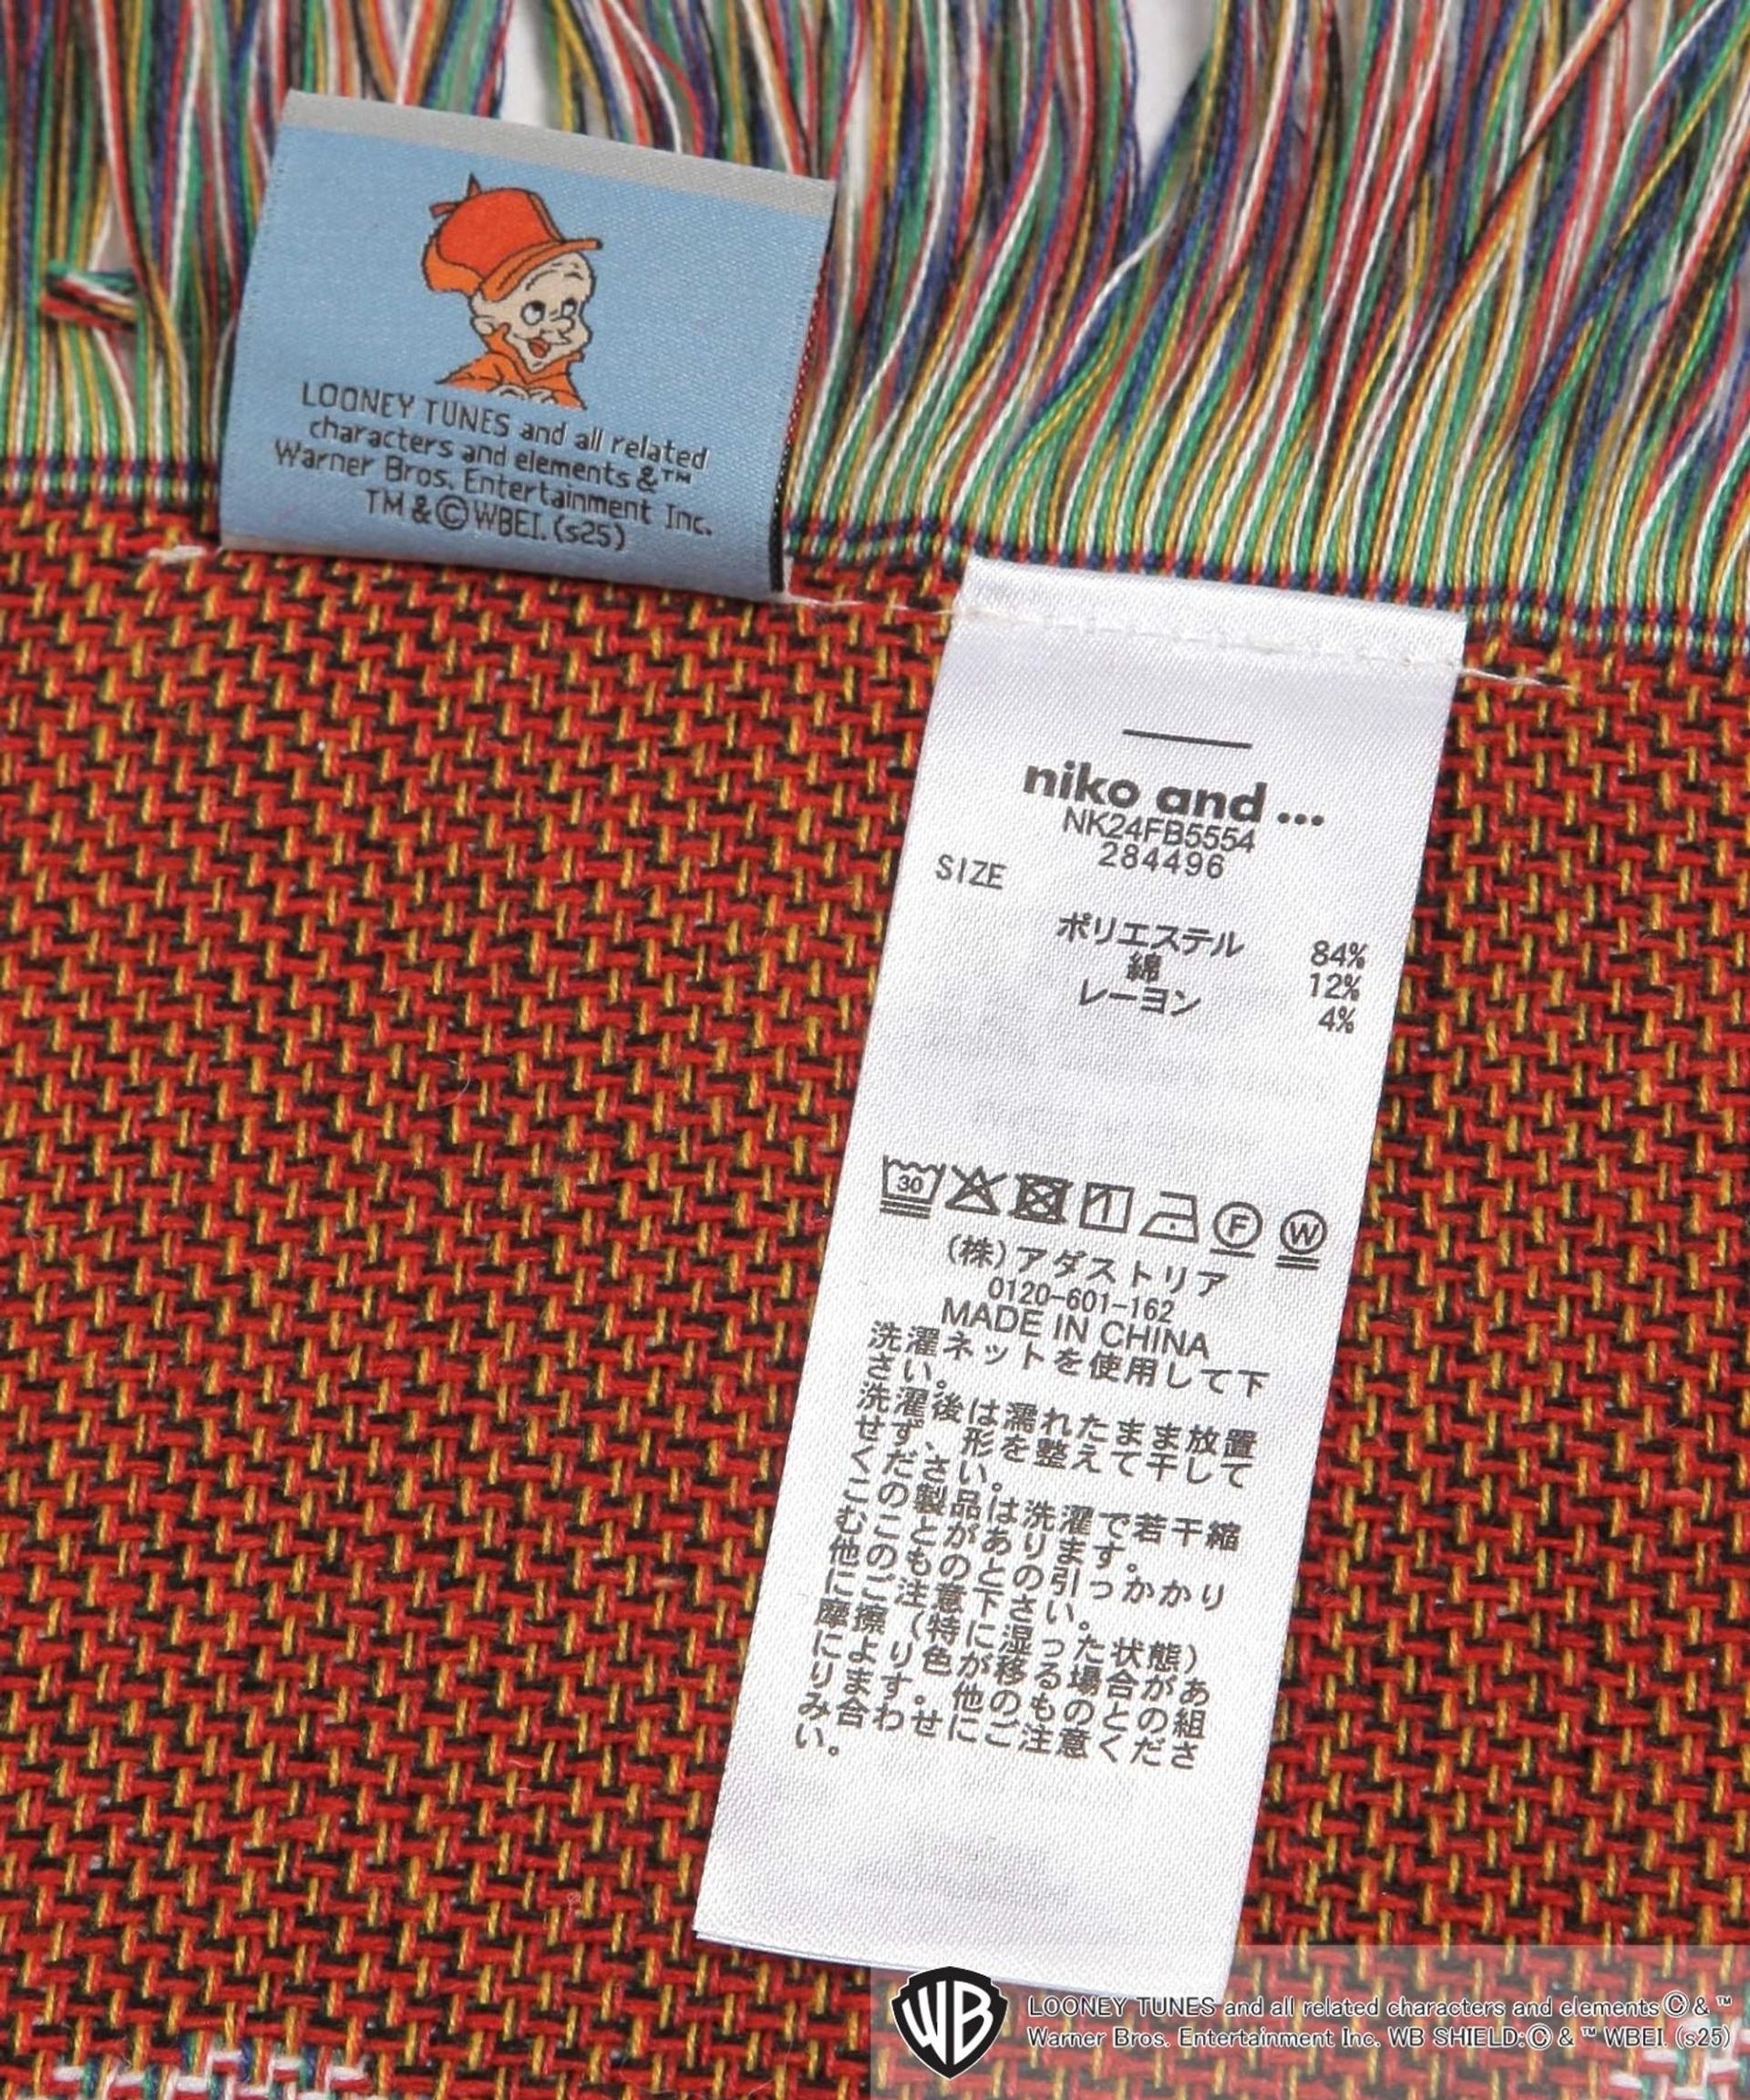 LOONEY TUNES and all related
characters and elements &™
Warner Bros. Entertainment Inc.
TM & © WBEI. (s25)
niko and ...
NK24FB5554
284496
SIZE
ポリエステル 84%
綿 12%
レーヨン 4%
30
F
W
(株)アダストリア
0120-601-162
MADE IN CHINA
洗濯ネットを使用して下
さい。
洗濯後は濡れたまま放置
せず、形を整えて干して
ください。
この製品は洗濯で若干縮
むことがあります。
他のものとの引っかかり
にご注意下さい。
摩擦(特に湿った状態)
により色が移る場合があ
ります。他のものとの組
み合わせにご注意くださ
い。
WB
LOONEY TUNES and all related characters and elements © & ™
Warner Bros. Entertainment Inc. WB SHIELD: © & ™ WBEI. (s25)